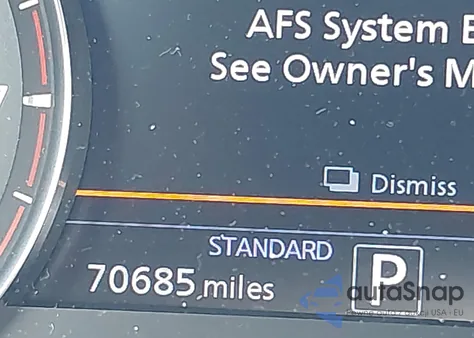 AFS System E
See Owner's M
Dismiss
STANDARD
70685 miles
P
autoSnap